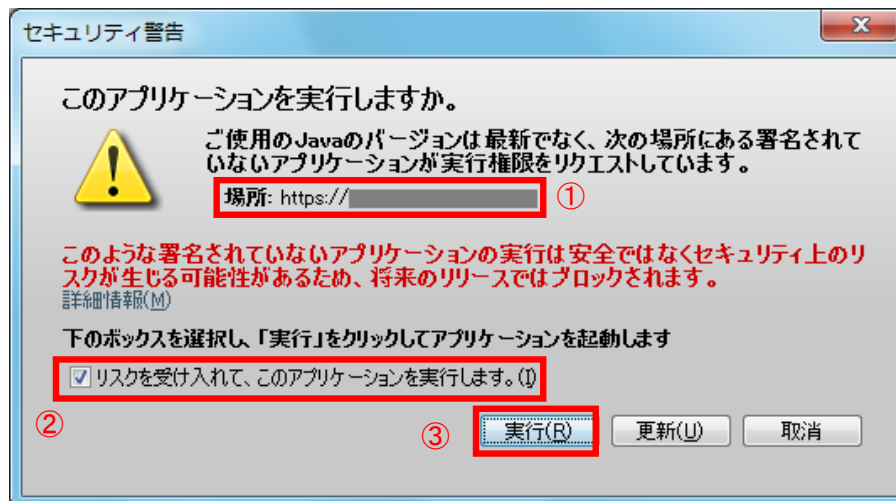 セキュリティ警告
このアプリケーションを実行しますか。
ご使用のJavaのバージョンは最新でなく、次の場所にある署名されて
いないアプリケーションが実行権限をリクエストしています。
場所: https://
①
このような署名されていないアプリケーションの実行は安全ではなくセキュリティ上のリ
スクが生じる可能性があるため、将来のリリースではブロックされます。
詳細情報(M)
下のボックスを選択し、「実行」をクリックしてアプリケーションを起動します
リスクを受け入れて、このアプリケーションを実行します。(I)
②
③ 実行(R) 更新(U) 取消